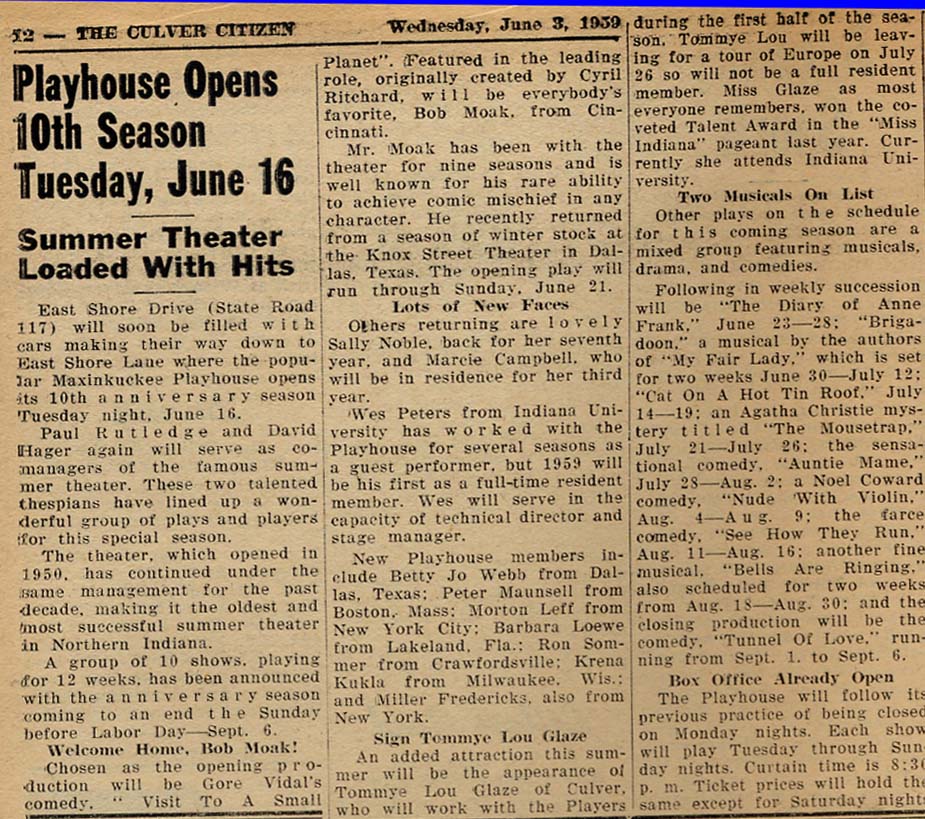 12 — THE CULVER CITIZEN
Wednesday, June 3, 1959
Playhouse Opens
10th Season
Tuesday, June 16
Summer Theater
Loaded With Hits
East Shore Drive (State Road
117) will soon be filled with
cars making their way down to
East Shore Lane where the popu-
lar Maxinkuckee Playhouse opens
its 10th anniversary season
Tuesday night, June 16.
Paul Rutledge and David
Hager again will serve as co-
managers of the famous sum-
mer theater. These two talented
thespians have lined up a won-
derful group of plays and players
for this special season.
The theater, which opened in
1950, has continued under the
same management for the past
decade, making it the oldest and
most successful summer theater
in Northern Indiana.
A group of 10 shows, playing
for 12 weeks, has been announced
with the anniversary season
coming to an end the Sunday
before Labor Day—Sept. 6.
Welcome Home, Bob Moak!
Chosen as the opening pro-
duction will be Gore Vidal's
comedy, " Visit To A Small
Planet". Featured in the leading
role, originally created by Cyril
Ritchard, will be everybody's
favorite, Bob Moak, from Cin-
cinnati.
Mr. Moak has been with the
theater for nine seasons and is
well known for his rare ability
to achieve comic mischief in any
character. He recently returned
from a season of winter stock at
the Knox Street Theater in Dal-
las, Texas. The opening play will
run through Sunday, June 21.
Lots of New Faces
Others returning are lovely
Sally Noble, back for her seventh
year, and Marcie Campbell, who
will be in residence for her third
year.
Wes Peters from Indiana Uni-
versity has worked with the
Playhouse for several seasons as
a guest performer, but 1959 will
be his first as a full-time resident
member. Wes will serve in the
capacity of technical director and
stage manager.
New Playhouse members in-
clude Betty Jo Webb from Dal-
las, Texas; Peter Maunsell from
Boston, Mass; Morton Leff from
New York City; Barbara Loewe
from Lakeland, Fla.; Ron Som-
mer from Crawfordsville; Krena
Kukla from Milwaukee, Wis.;
and Miller Fredericks, also from
New York.
Sign Tommye Lou Glaze
An added attraction this sum-
mer will be the appearance of
Tommye Lou Glaze of Culver,
who will work with the Players
during the first half of the sea-
son. Tommye Lou will be leav-
ing for a tour of Europe on July
26 so will not be a full resident
member. Miss Glaze as most
everyone remembers, won the co-
veted Talent Award in the "Miss
Indiana" pageant last year. Cur-
rently she attends Indiana Uni-
versity.
Two Musicals On List
Other plays on the schedule
for this coming season are a
mixed group featuring musicals,
drama, and comedies.
Following in weekly succession
will be "The Diary of Anne
Frank," June 23—28; "Briga-
doon," a musical by the authors
of "My Fair Lady," which is set
for two weeks June 30—July 12;
"Cat On A Hot Tin Roof," July
14—19; an Agatha Christie mys-
tery titled "The Mousetrap,"
July 21—July 26; the sensa-
tional comedy, "Auntie Mame,"
July 28—Aug. 2; a Noel Coward
comedy, "Nude With Violin,"
Aug. 4—Aug. 9; the farce
comedy, "See How They Run,"
Aug. 11—Aug. 16; another fine
musical, "Bells Are Ringing,"
also scheduled for two weeks
from Aug. 18—Aug. 30; and the
closing production will be the
comedy, "Tunnel Of Love," run-
ning from Sept. 1. to Sept. 6.
Box Office Already Open
The Playhouse will follow its
previous practice of being closed
on Monday nights. Each show
will play Tuesday through Sun-
day nights. Curtain time is 8:30
p. m. Ticket prices will hold the
same except for Saturday nights